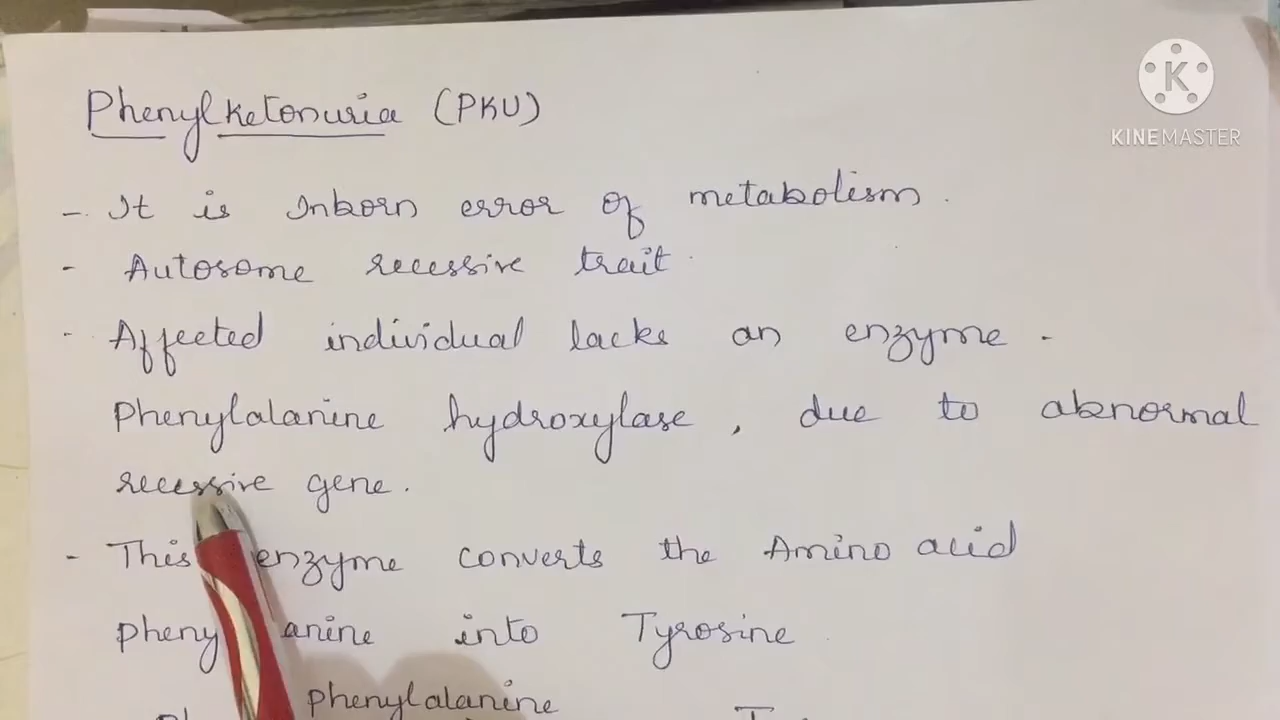 Phenylketonuria (PKU)
K
KINEMASTER
- It is Inborn error of metabolism.
- Autosome recessive trait.
- Affected individual lacks an enzyme -
Phenylalanine hydroxylase, due to abnormal
recessive gene.
- This enzyme converts the Amino acid
pheny anine into Tyrosine
phenylalanine